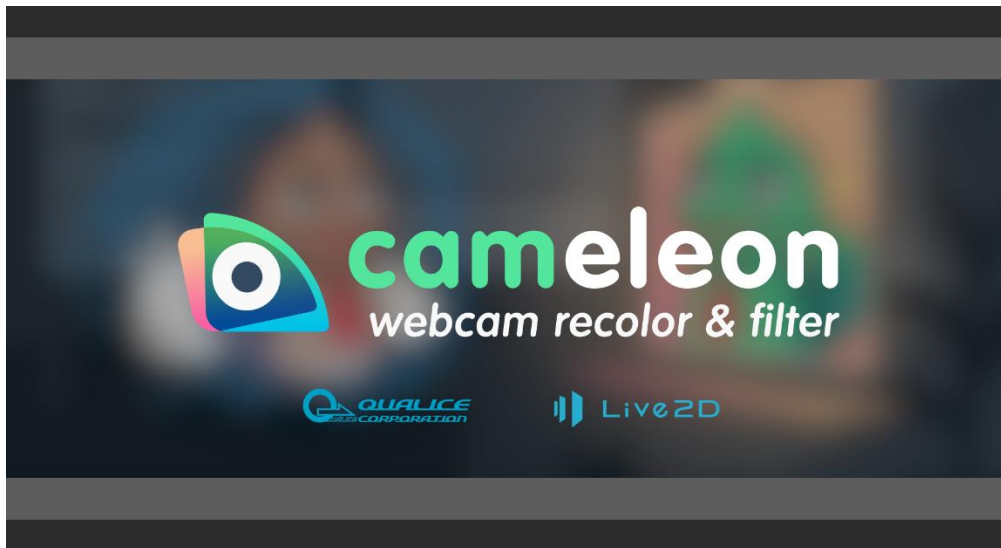 cameleon
webcam recolor & filter
QUALICE
CORPORATION
Live2D